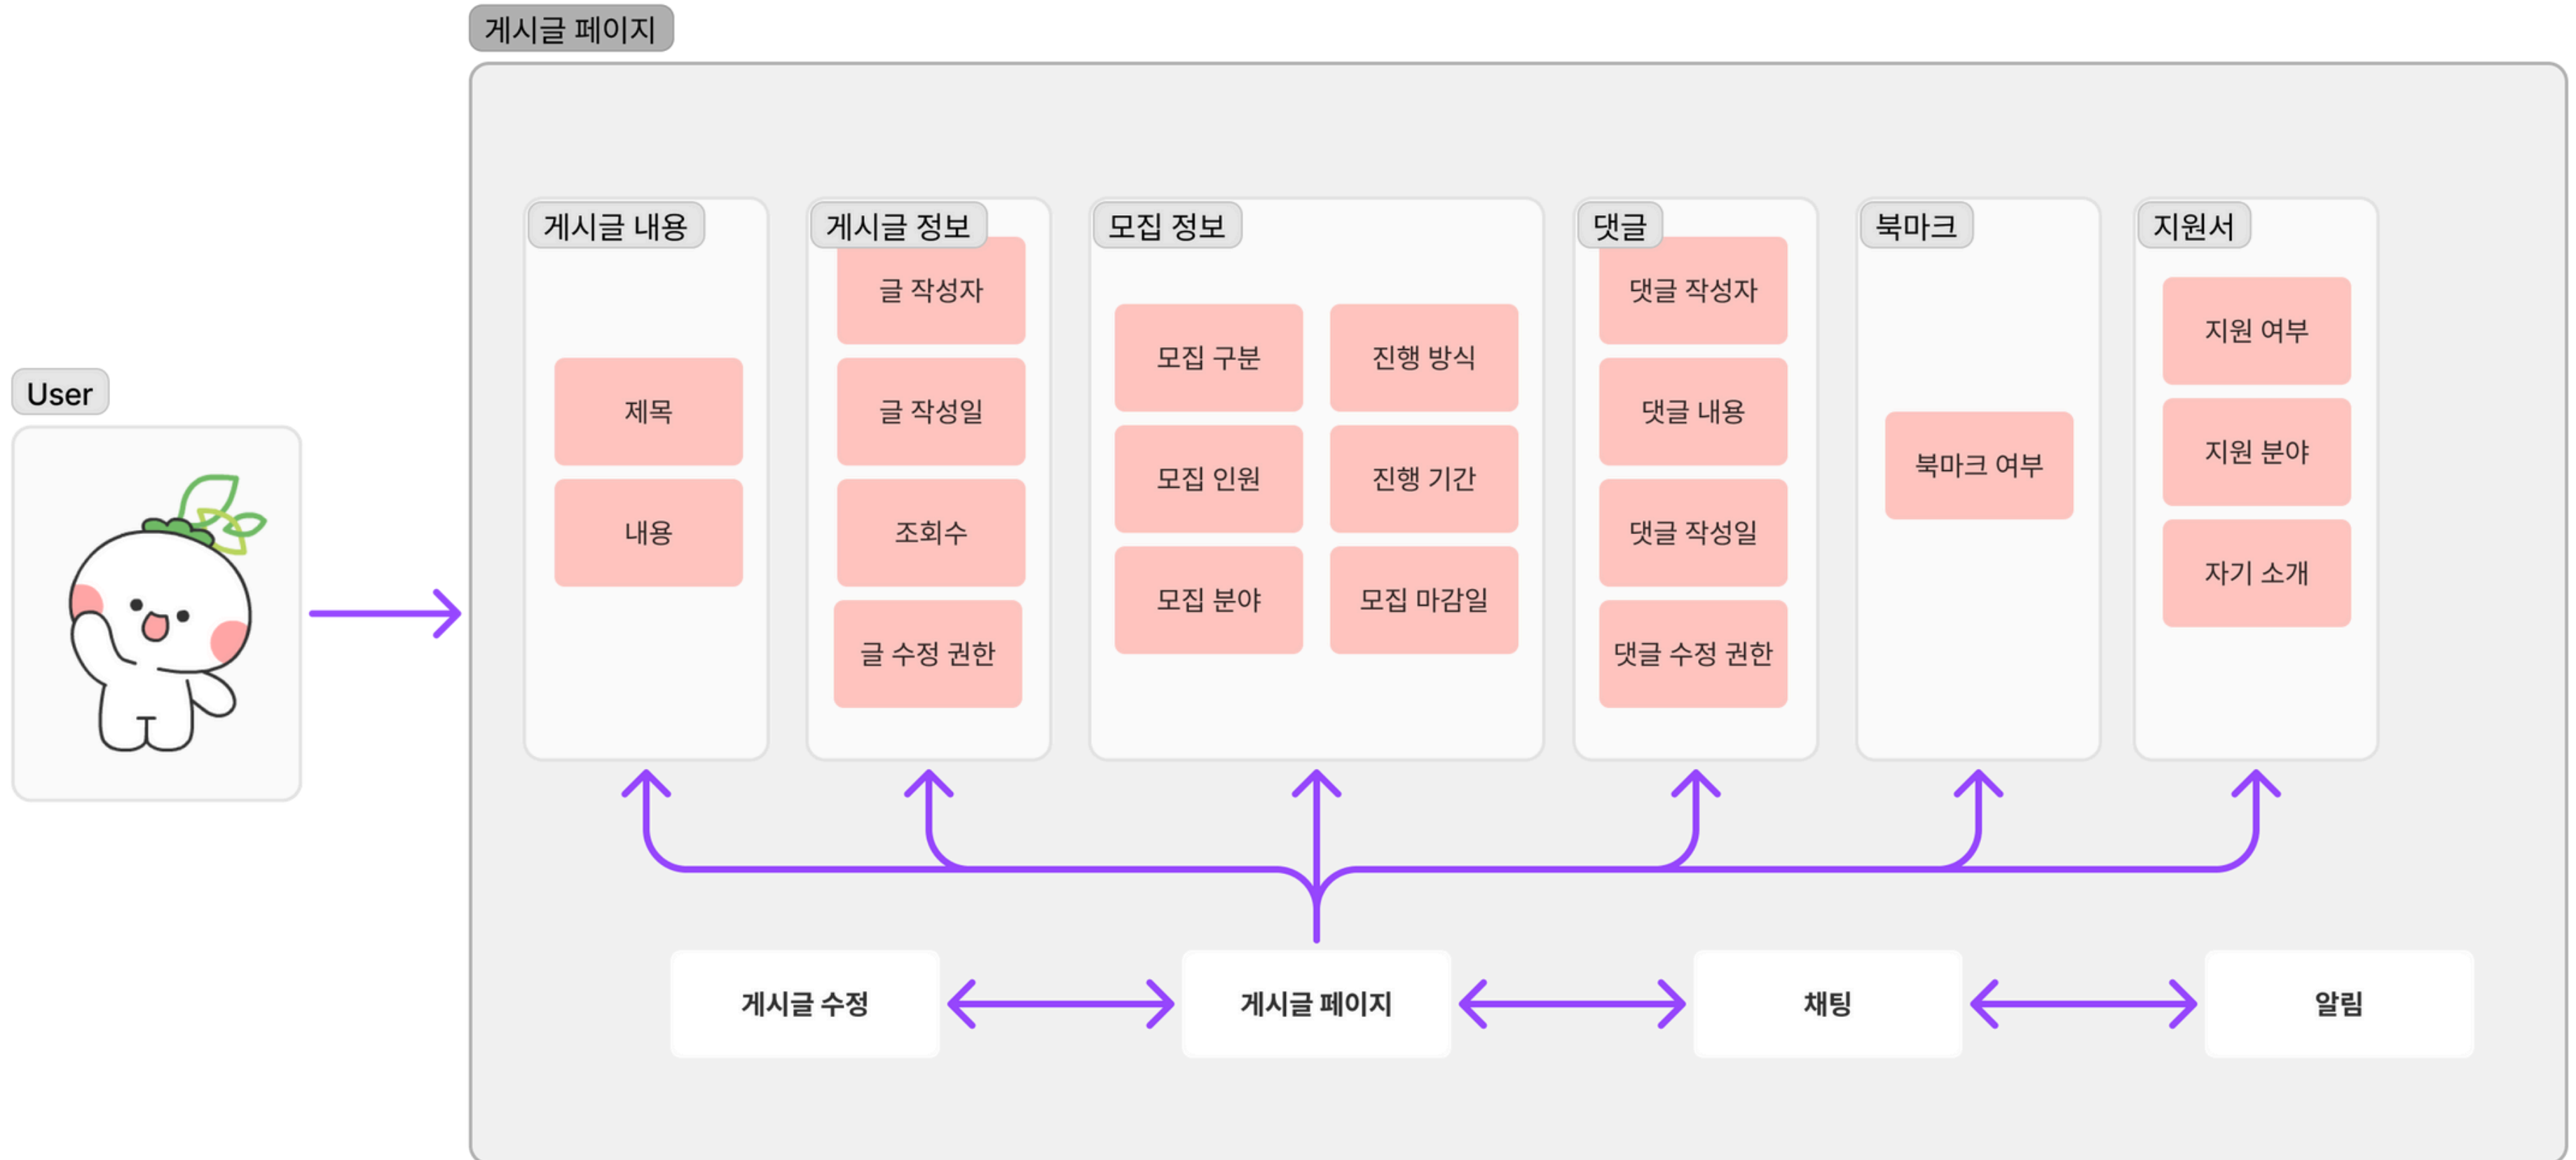 게시글 페이지
User
게시글 내용
제목
내용
게시글 정보
글 작성자
글 작성일
조회수
글 수정 권한
모집 정보
모집 구분
진행 방식
모집 인원
진행 기간
모집 분야
모집 마감일
댓글
댓글 작성자
댓글 내용
댓글 작성일
댓글 수정 권한
북마크
북마크 여부
지원서
지원 여부
지원 분야
자기 소개
게시글 수정
게시글 페이지
채팅
알림